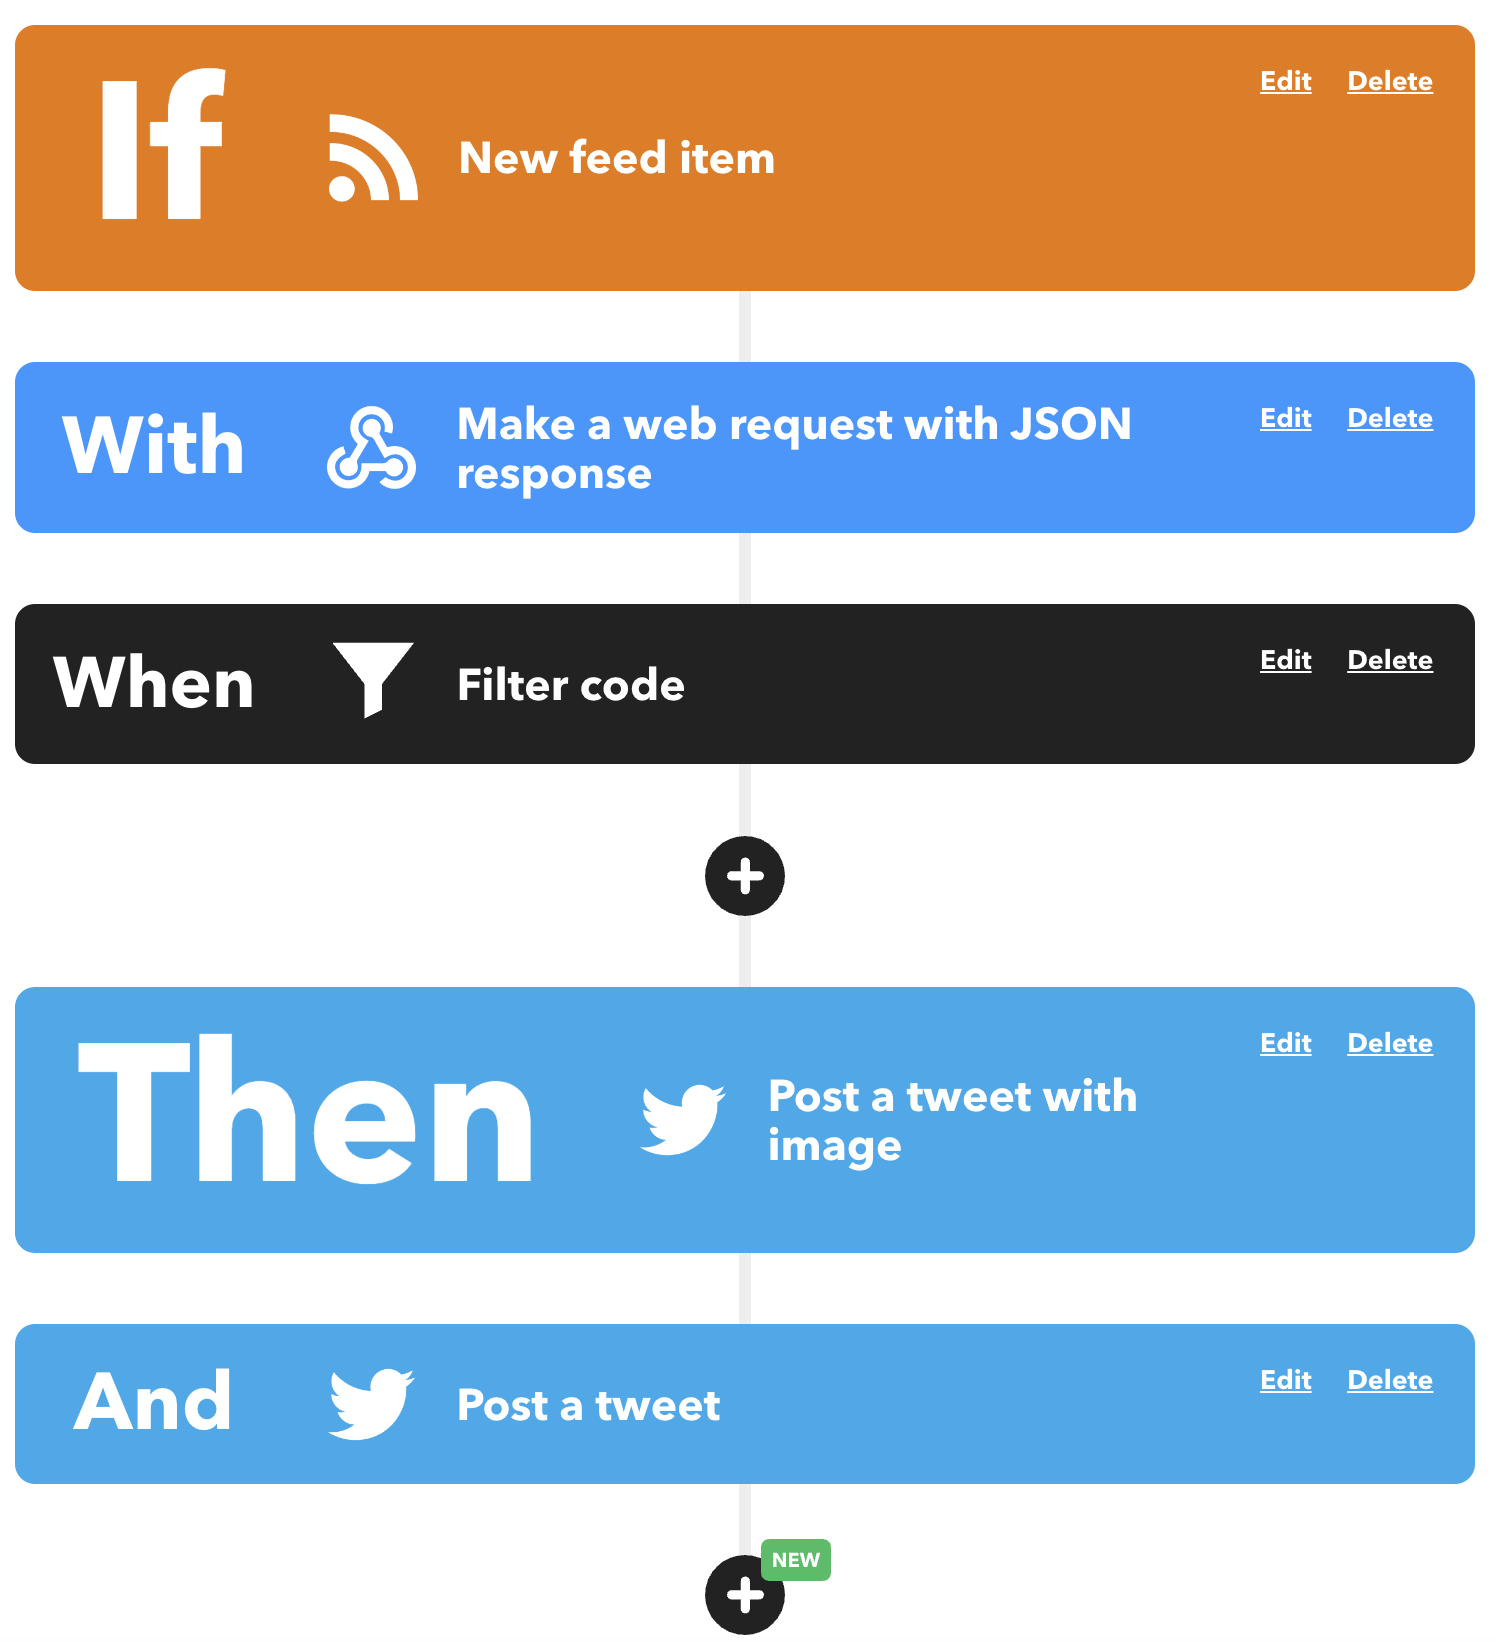 If
New feed item
Edit Delete
With
Make a web request with JSON
response
Edit Delete
When
Filter code
Edit Delete
Then
Post a tweet with
image
Edit Delete
And
Post a tweet
Edit Delete
NEW